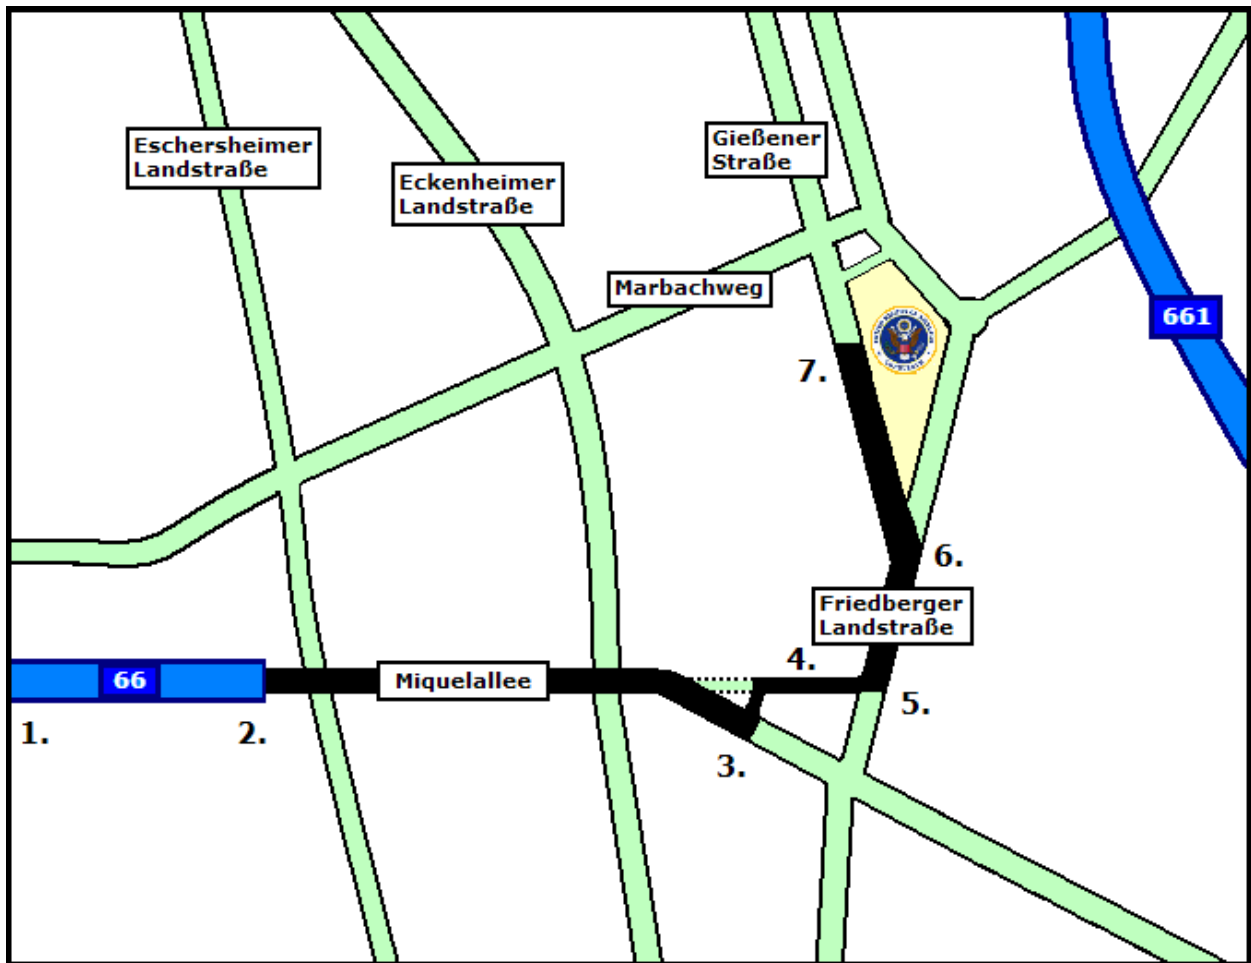 Eschersheimer
Landstraße
Eckenheimer
Landstraße
Gießener
Straße
Marbachweg
661
7.
6.
Friedberger
Landstraße
4.
66
Miquelallee
5.
1.
2.
3.